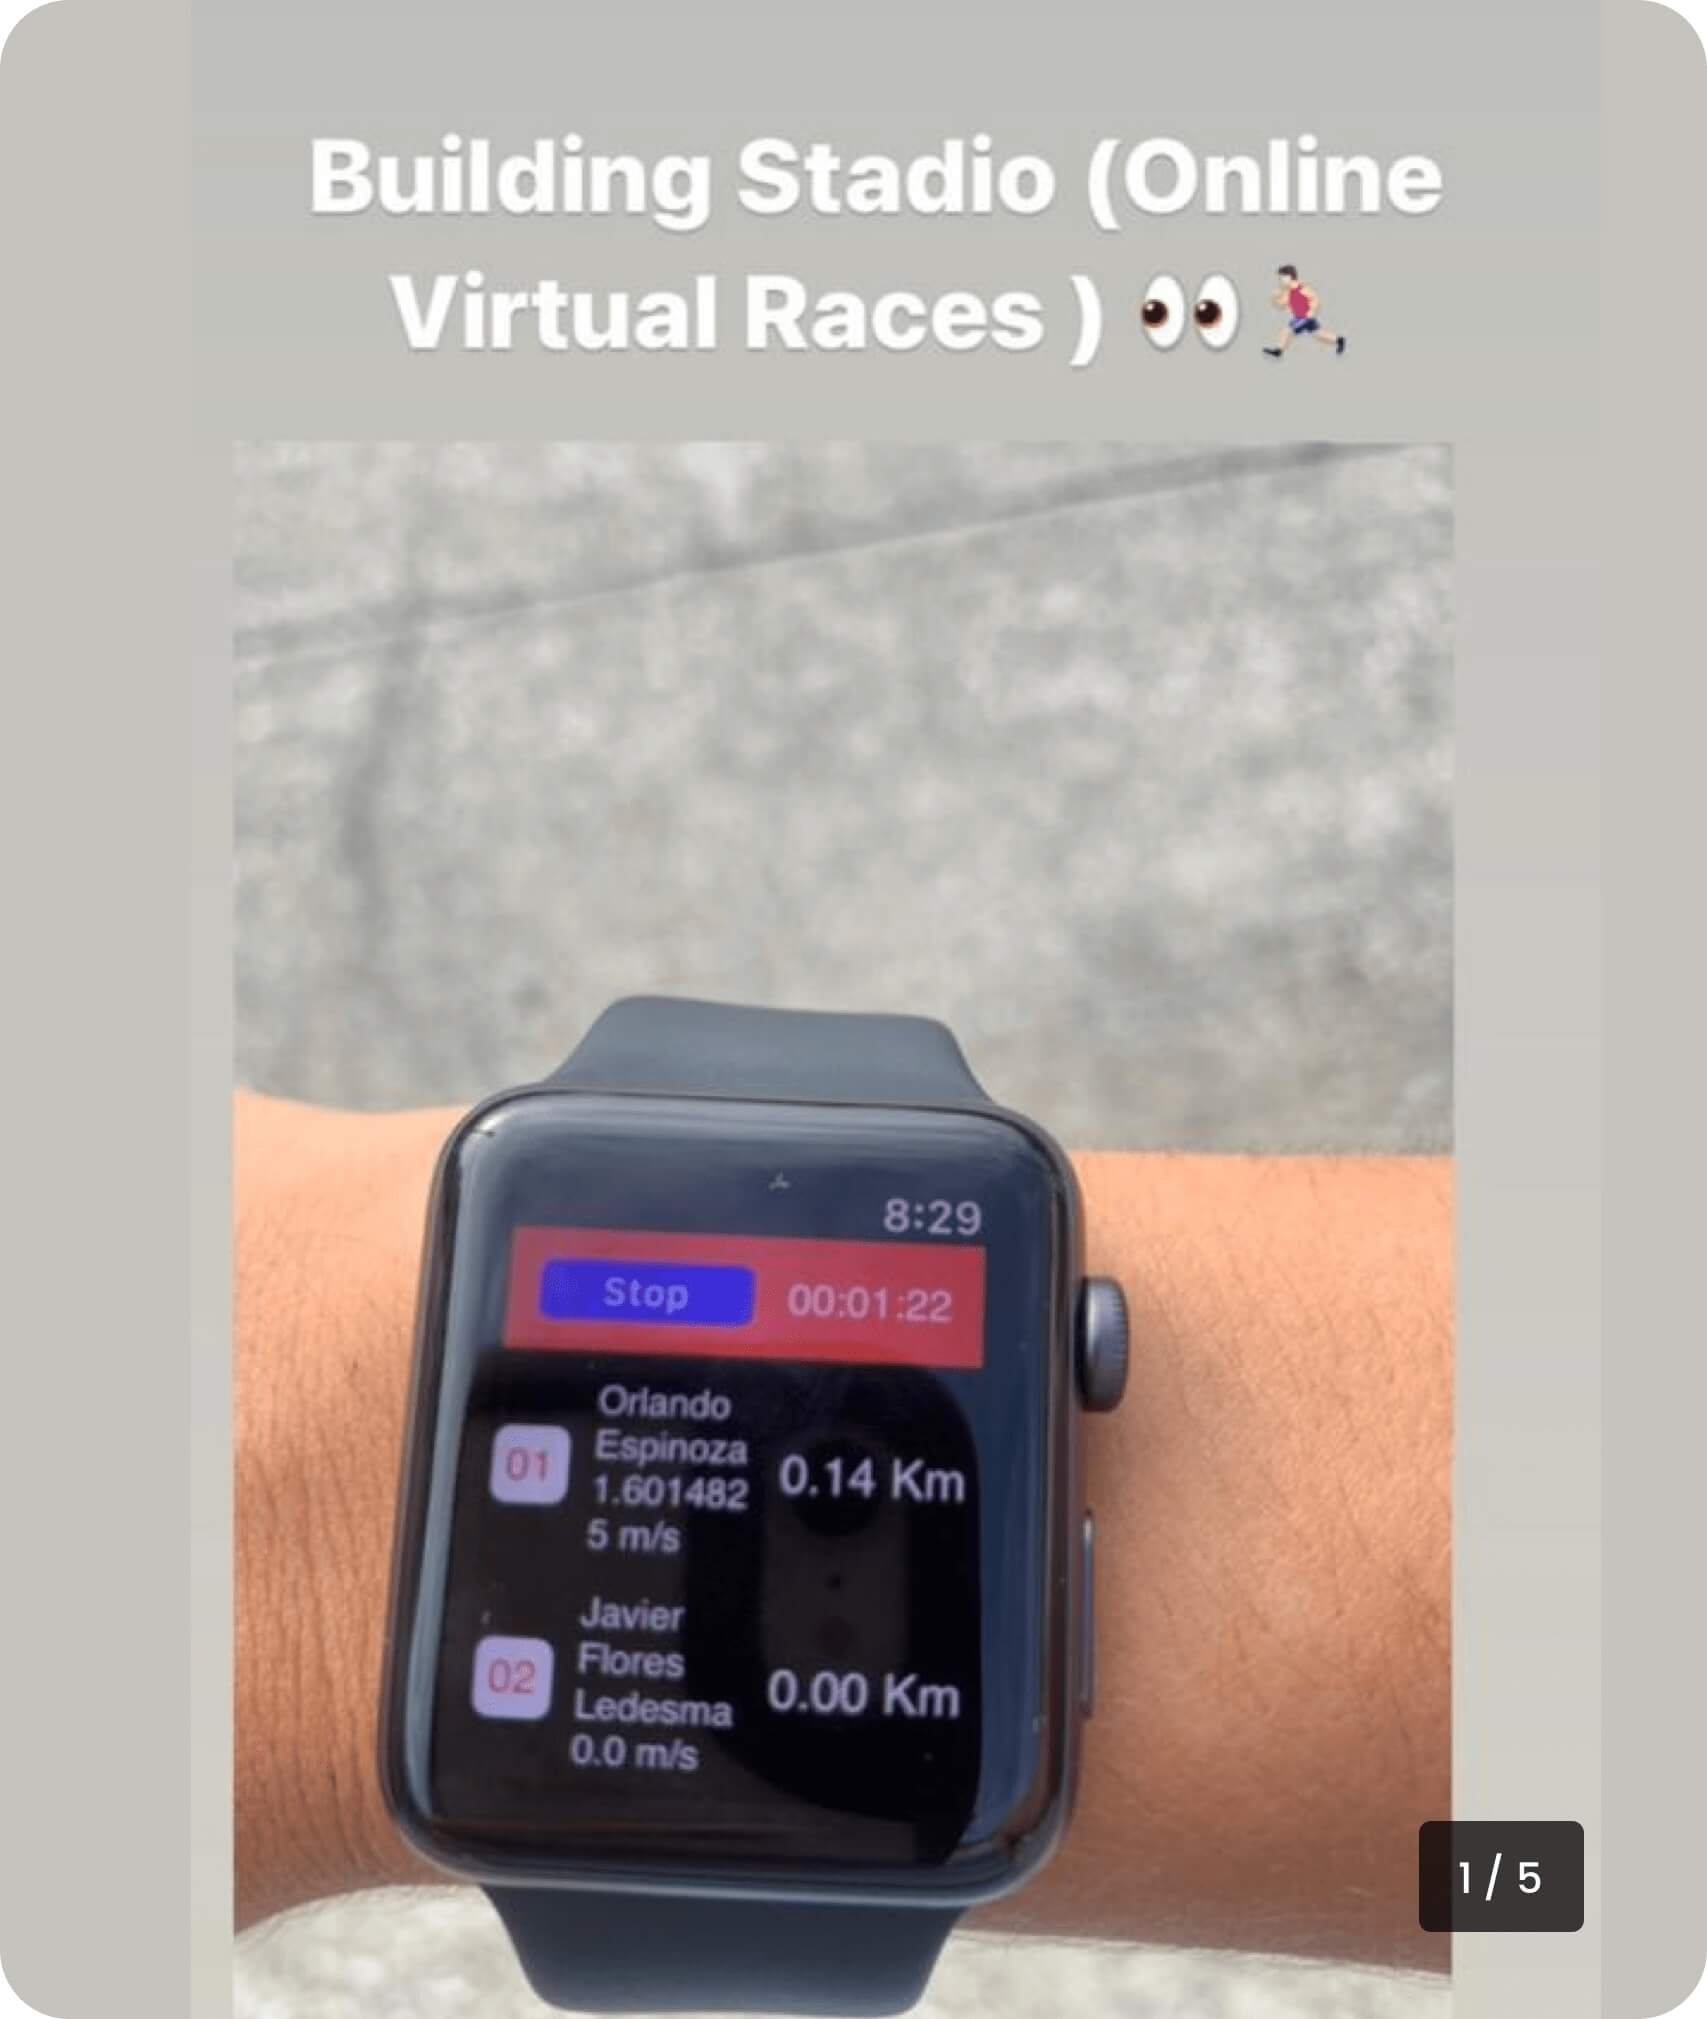 Building Stadio (Online
Virtual Races ) 👀🏃
8:29
Stop 00:01:22
01 Orlando
Espinoza
1.601482
5 m/s
0.14 Km
02 Javier
Flores
Ledesma
0.0 m/s
0.00 Km
1 / 5